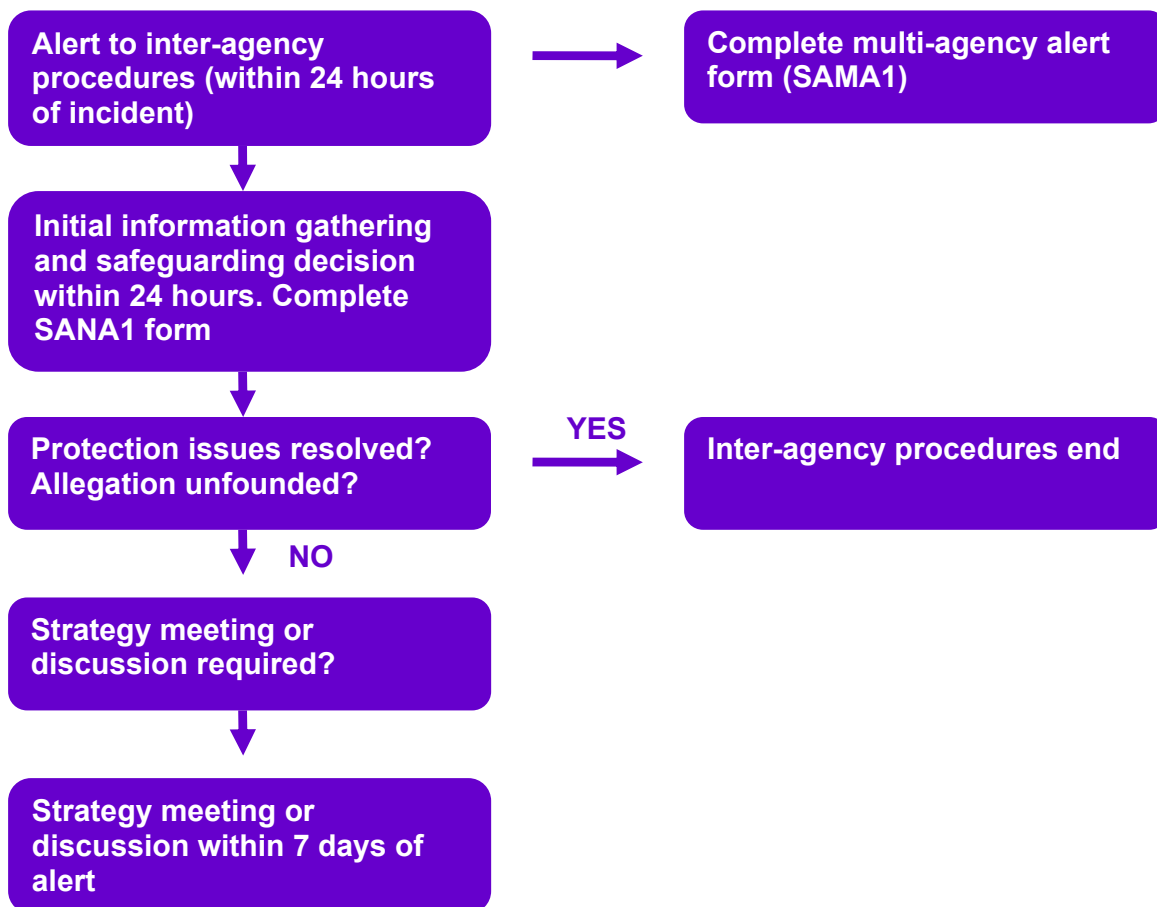 Alert to inter-agency
procedures (within 24 hours
of incident)
Complete multi-agency alert
form (SAMA1)
Initial information gathering
and safeguarding decision
within 24 hours. Complete
SANA1 form
Protection issues resolved?
Allegation unfounded?
YES
Inter-agency procedures end
NO
Strategy meeting or
discussion required?
Strategy meeting or
discussion within 7 days of
alert